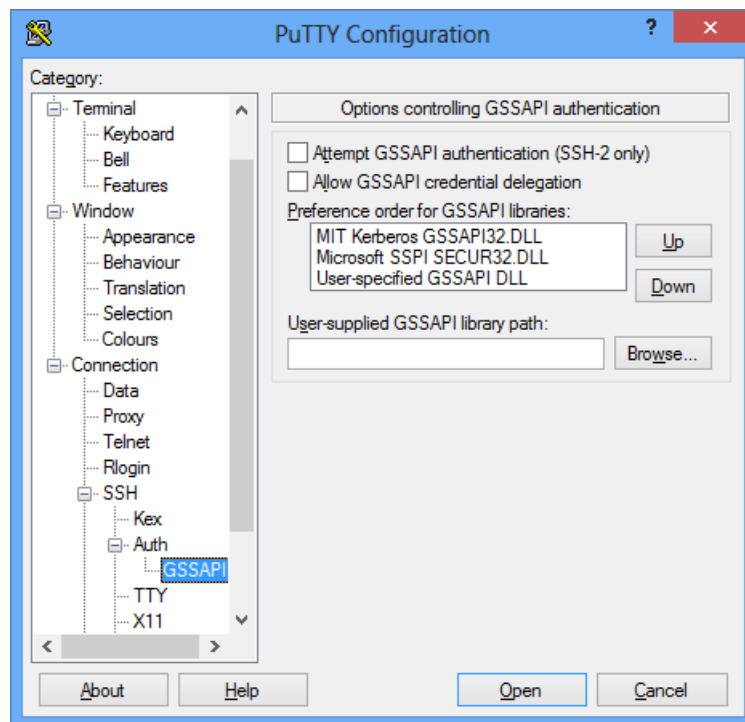 PuTTY Configuration
?
Category:
Terminal
Keyboard
Bell
Features
Window
Appearance
Behaviour
Translation
Selection
Colours
Connection
Data
Proxy
Telnet
Rlogin
SSH
Kex
Auth
GSSAPI
TTY
X11
Options controlling GSSAPI authentication
Attempt GSSAPI authentication (SSH-2 only)
Allow GSSAPI credential delegation
Preference order for GSSAPI libraries:
MIT Kerberos GSSAPI32.DLL
Microsoft SSPI SECUR32.DLL
User-specified GSSAPI DLL
Up
Down
User-supplied GSSAPI library path:
Browse...
About
Help
Open
Cancel